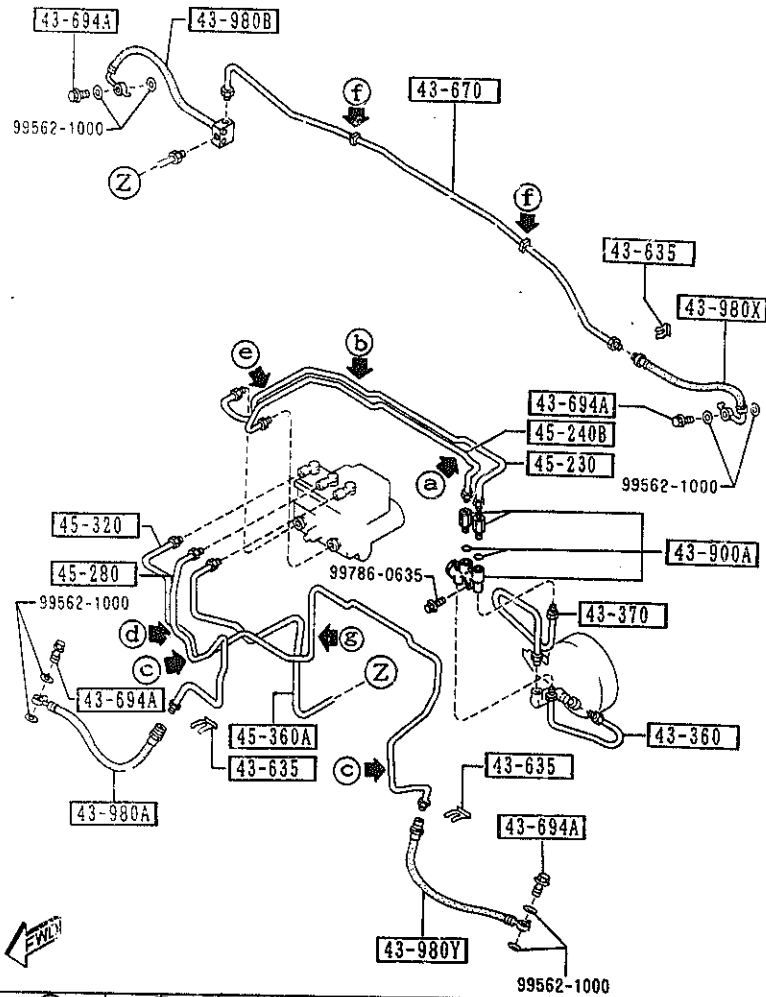 43-694A
43-980B
99562-1000
Z
f
43-670
f
43-635
43-980X
e
b
43-694A
45-240B
45-230
a
99562-1000
45-320
45-280
99562-1000
99786-0635
43-900A
43-370
d
c
g
43-694A
Z
45-360A
43-635
43-360
c
43-635
43-980A
43-694A
43-980Y
FWD
99562-1000